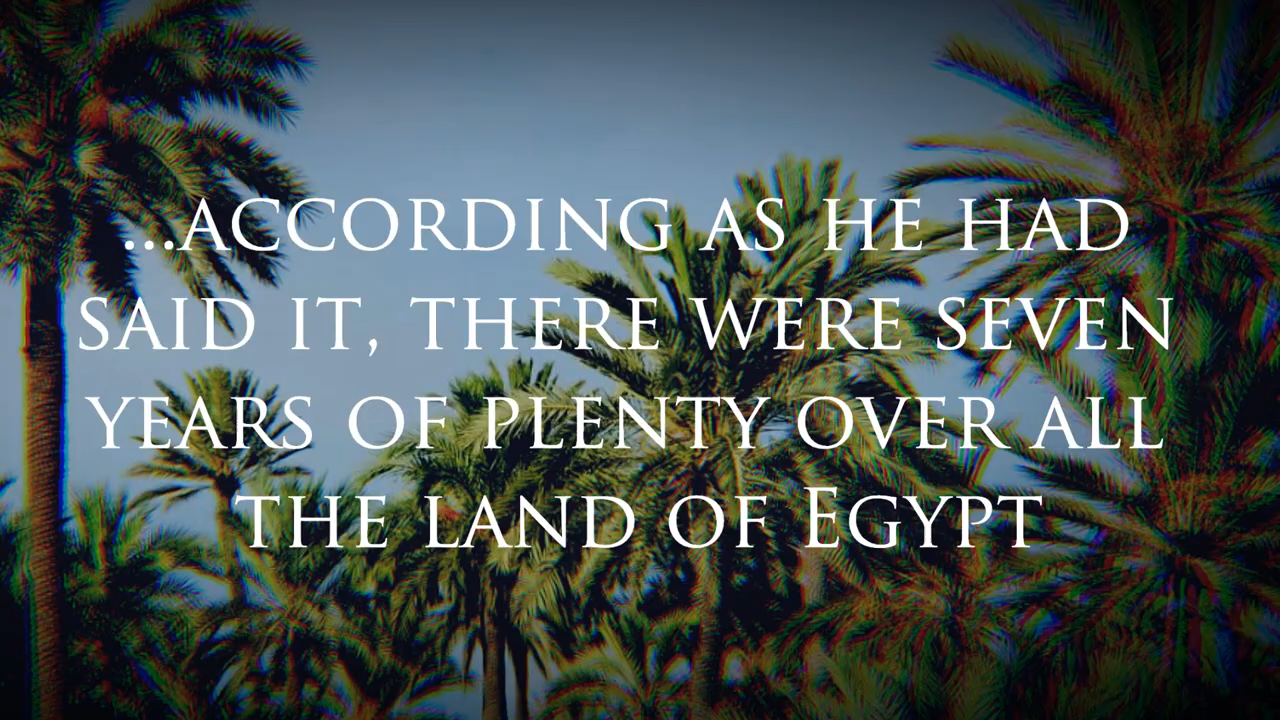 ...ACCORDING AS HE HAD
SAID IT, THERE WERE SEVEN
YEARS OF PLENTY OVER ALL
THE LAND OF EGYPT